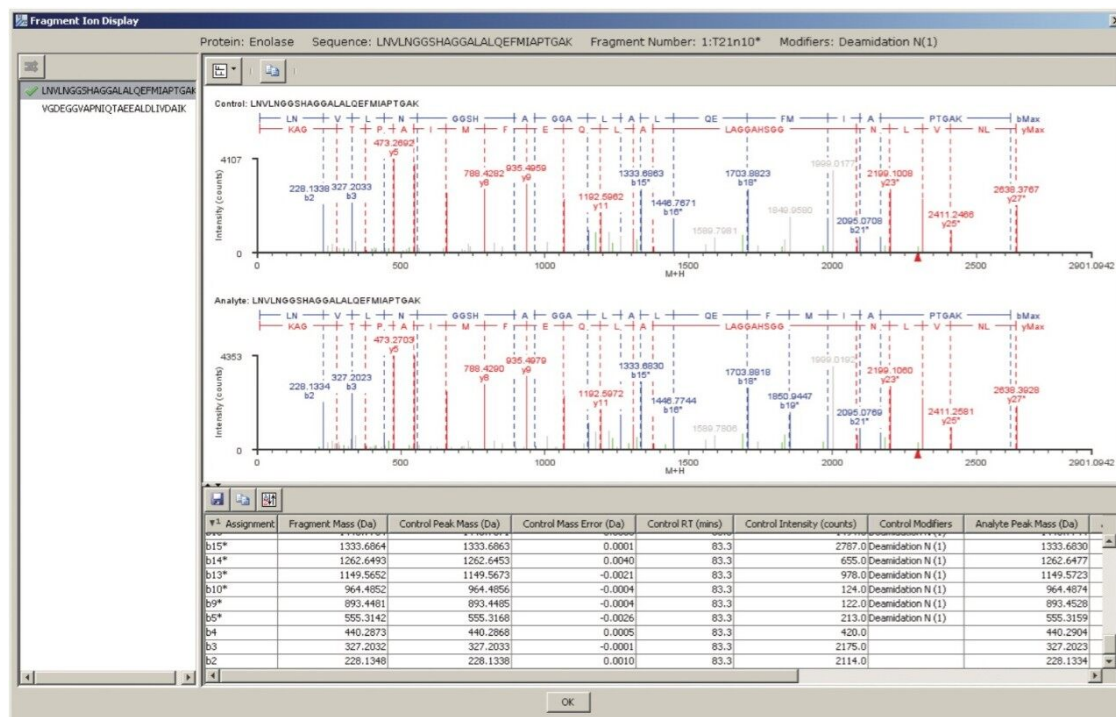 Fragment Ion Display
Protein: Enolase Sequence: LNVLNGGSHAGGALALQEFMIAPTGAK Fragment Number: 1:T21n10* Modifiers: Deamidation N(1)
LNVLNGGSHAGGALALQEFMIAPTGAK
VGDEGGVAPNIQTAEEALDLIVDAIK
Control: LNVLNGGSHAGGALALQEFMIAPTGAK
LN V L N GGSH A GGA L A L QE FM I A PTGAK bMax
KAG T P A I M F E Q L A LAGGAHSGG N L V NL yMax
4107
Intensity (counts)
0
228.1338
b2
327.2033
b3
473.2692
y5
788.4282
y8
935.4959
y9
1192.5962
y11
1333.6863
b15*
1446.7671
b16*
1589.7981
1703.8823
b18*
1999.0177
2095.0708
b21*
2199.1008
y23*
2411.2466
y25*
2638.3767
y27*
0 500 1000 1500 2000 2500 2901.0942
M+H
Analyte: LNVLNGGSHAGGALALQEFMIAPTGAK
LN V L N GGSH A GGA L A L QE F M I A PTGAK bMax
KAG T P A I M F E Q L A LAGGAHSGG N L V NL yMax
4353
Intensity (counts)
0
228.1334
b2
327.2023
b3
473.2703
y5
788.4290
y8
935.4979
y9
1192.5972
y11
1333.6830
b15*
1446.7744
b16*
1589.7806
1703.8818
b18*
1850.9447
b19*
1999.0192
2095.0769
b21*
2199.1060
y23*
2411.2581
y25*
2638.3928
y27*
0 500 1000 1500 2000 2500 2901.0942
M+H
Assignment Fragment Mass (Da) Control Peak Mass (Da) Control Mass Error (Da) Control RT (mins) Control Intensity (counts) Control Modifiers Analyte Peak Mass (Da)
b15* 1333.6864 1333.6863 0.0001 83.3 2787.0 Deamidation N (1) 1333.6830
b14* 1262.6493 1262.6453 0.0040 83.3 655.0 Deamidation N (1) 1262.6477
b13* 1149.5652 1149.5673 -0.0021 83.3 978.0 Deamidation N (1) 1149.5723
b10* 964.4852 964.4856 -0.0004 83.3 124.0 Deamidation N (1) 964.4874
b9* 893.4481 893.4485 -0.0004 83.3 122.0 Deamidation N (1) 893.4528
b5* 555.3142 555.3168 -0.0026 83.3 213.0 Deamidation N (1) 555.3159
b4 440.2873 440.2868 0.0005 83.3 420.0 440.2904
b3 327.2032 327.2033 -0.0001 83.3 2175.0 327.2023
b2 228.1348 228.1338 0.0010 83.3 2114.0 228.1334
OK